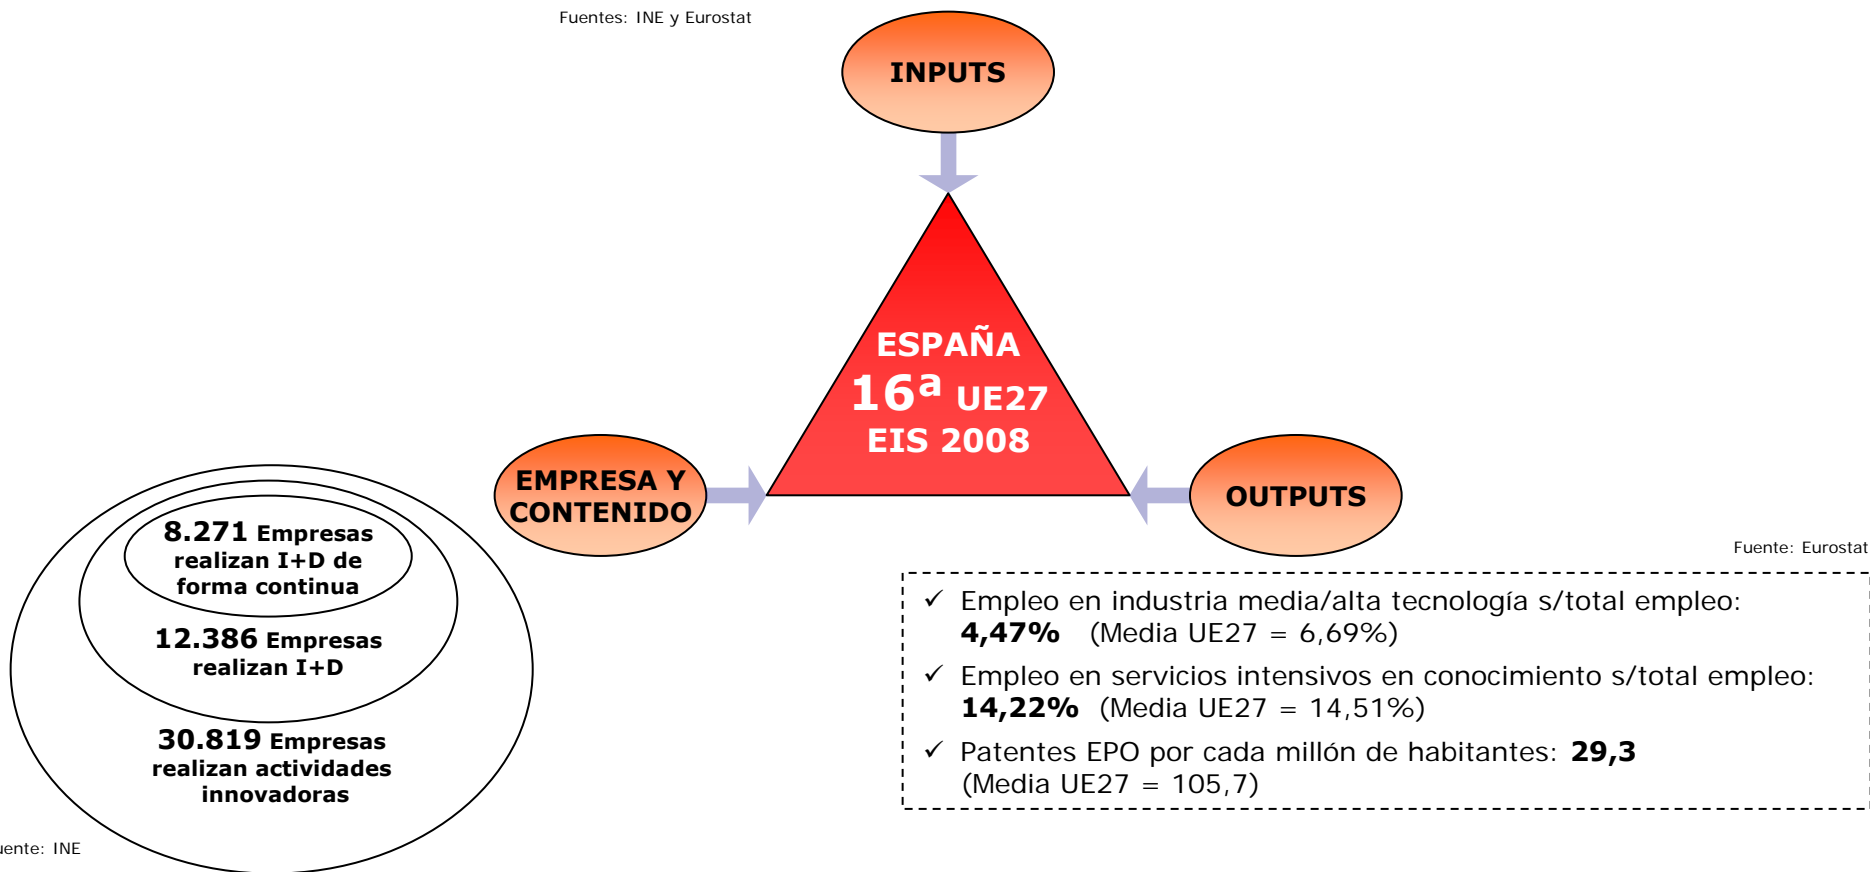 Fuentes: INE y Eurostat
INPUTS
ESPAÑA
16ª UE27
EIS 2008
EMPRESA Y
CONTENIDO
OUTPUTS
8.271 Empresas
realizan I+D de
forma continua
12.386 Empresas
realizan I+D
30.819 Empresas
realizan actividades
innovadoras
uente: INE
Fuente: Eurostat
✓ Empleo en industria media/alta tecnología s/total empleo:
4,47% (Media UE27 = 6,69%)
✓ Empleo en servicios intensivos en conocimiento s/total empleo:
14,22% (Media UE27 = 14,51%)
✓ Patentes EPO por cada millón de habitantes: 29,3
(Media UE27 = 105,7)